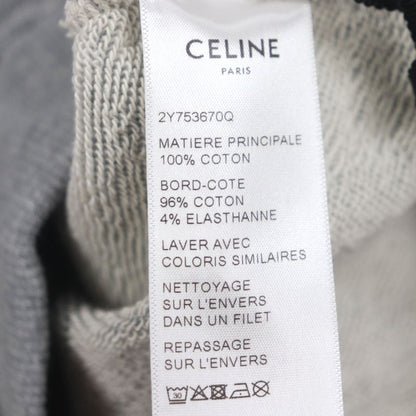 CELINE
PARIS
2Y753670Q
MATIERE PRINCIPALE
100% COTON
BORD-COTE
96% COTON
4% ELASTHANNE
LAVER AVEC
COLORIS SIMILAIRES
NETTOYAGE
SUR L'ENVERS
DANS UN FILET
REPASSAGE
SUR L'ENVERS
30